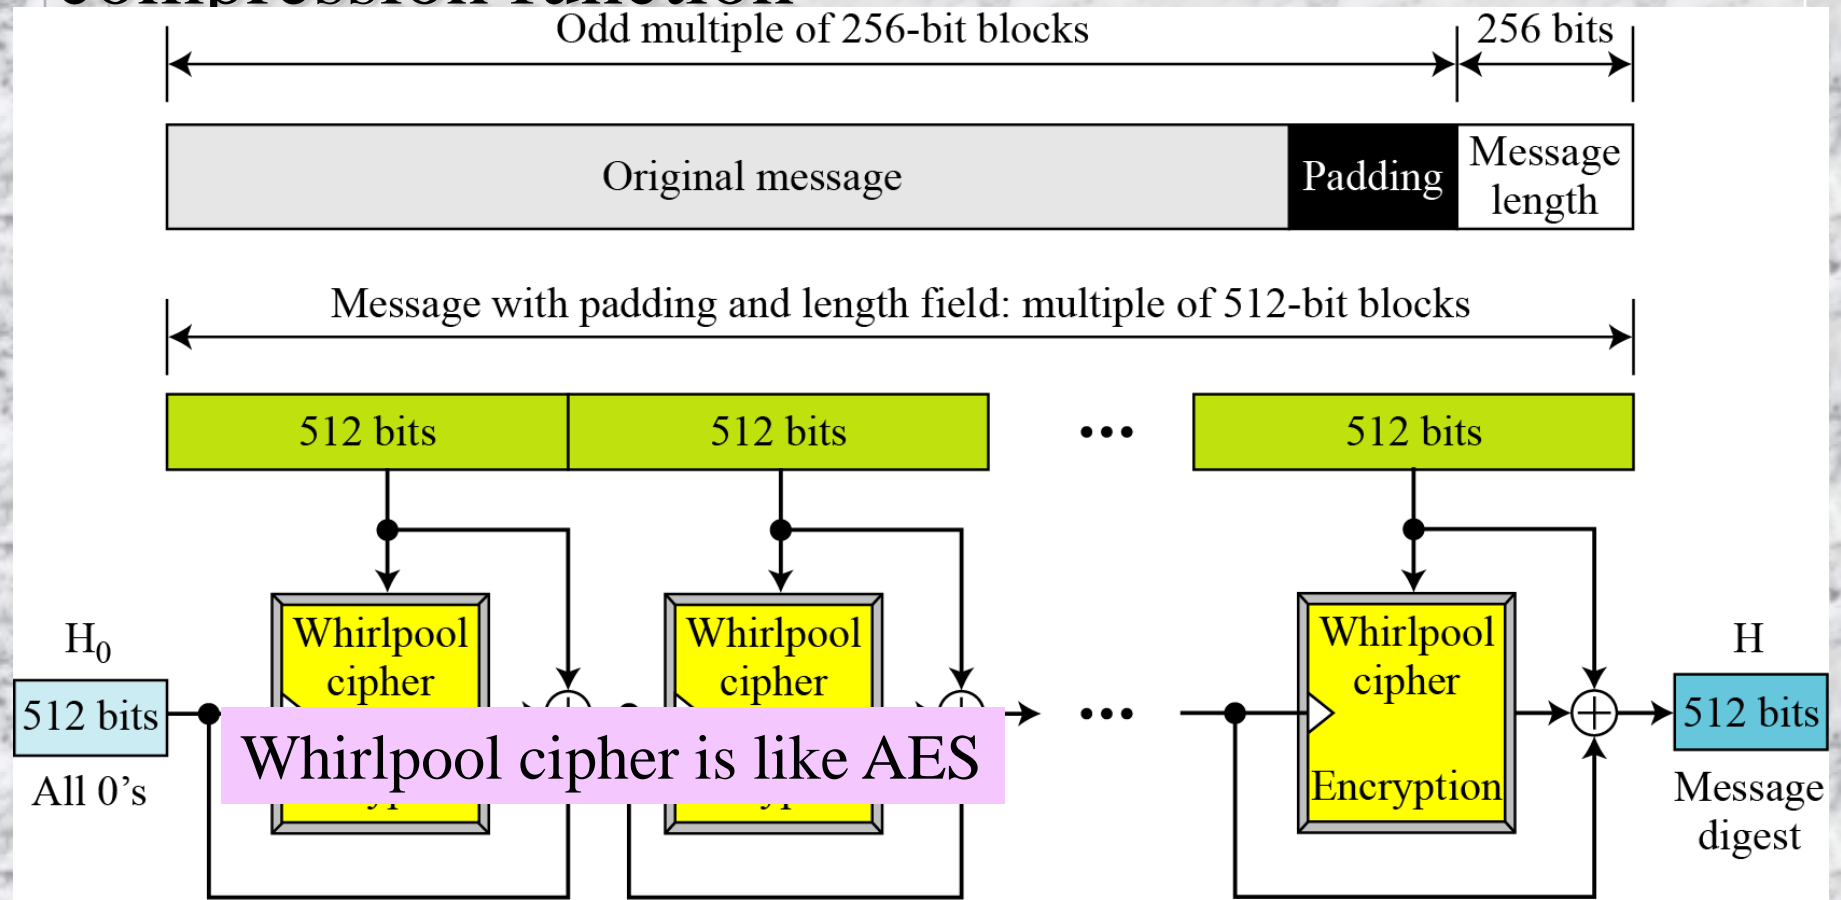 compression function
Odd multiple of 256-bit blocks
256 bits
Original message
Padding
Message
length
Message with padding and length field: multiple of 512-bit blocks
512 bits
512 bits
•••
512 bits
Whirlpool
cipher
Whirlpool
cipher
Whirlpool
cipher
Encryption
H₀
512 bits
All 0’s
•••
H
512 bits
Message
digest
Whirlpool cipher is like AES